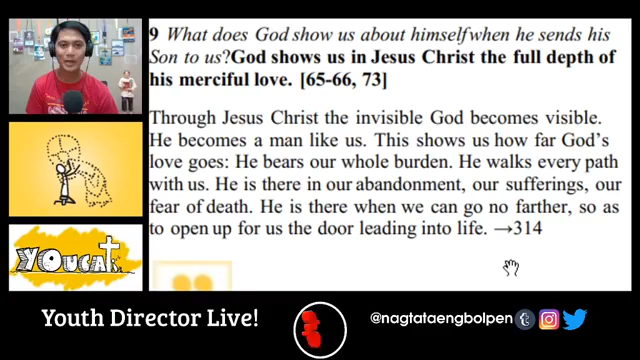 9 What does God show us about himself when he sends his
Son to us?God shows us in Jesus Christ the full depth of
his merciful love. [65-66, 73]
Through Jesus Christ the invisible God becomes visible.
He becomes a man like us. This shows us how far God's
love goes: He bears our whole burden. He walks every path
with us. He is there in our abandonment, our sufferings, our
fear of death. He is there when we can go no farther, so as
to open up for us the door leading into life. →314
YOUCAT
Youth Director Live!
@nagtataengbolpen